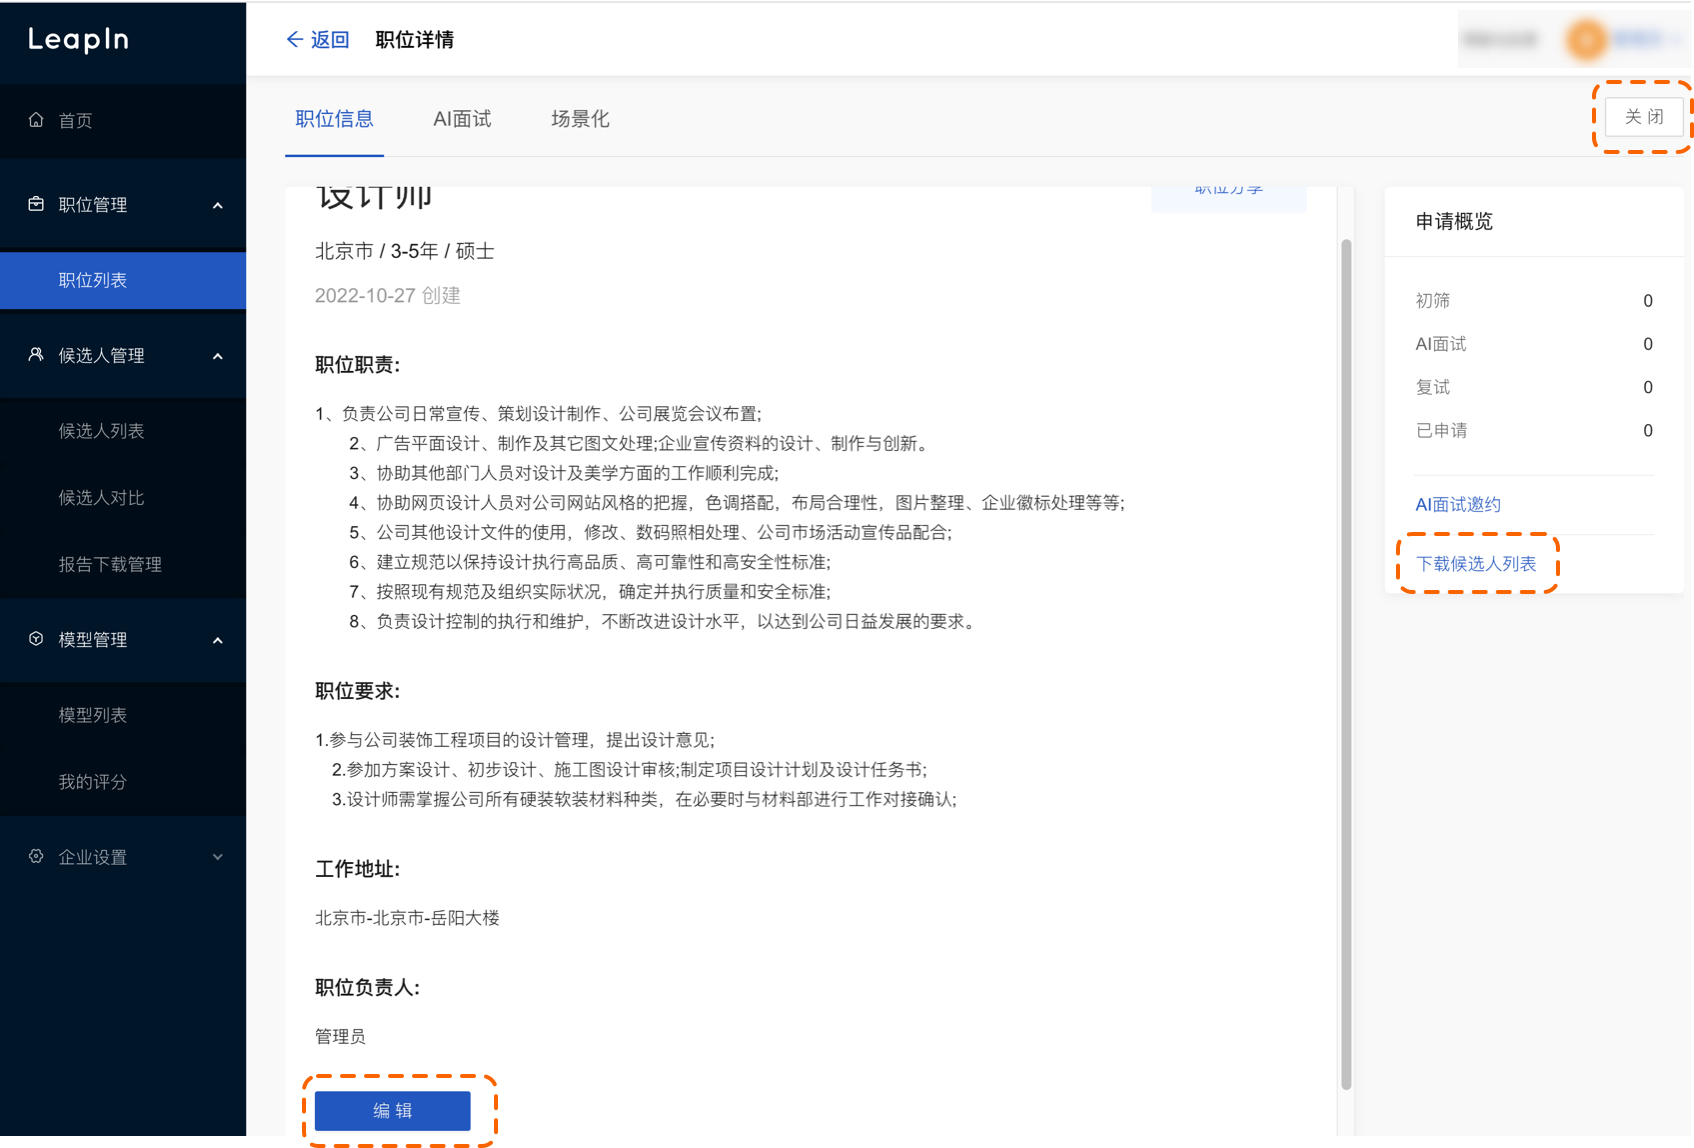 LeapIn
首页
职位管理
职位列表
候选人管理
候选人列表
候选人对比
报告下载管理
模型管理
模型列表
我的评分
企业设置
返回 职位详情
职位信息 AI面试 场景化
关 闭
设计师
职位分享
北京市 / 3-5年 / 硕士
2022-10-27 创建
职位职责:
1、负责公司日常宣传、策划设计制作、公司展览会议布置;
2、广告平面设计、制作及其它图文处理;企业宣传资料的设计、制作与创新。
3、协助其他部门人员对设计及美学方面的工作顺利完成;
4、协助网页设计人员对公司网站风格的把握，色调搭配，布局合理性，图片整理、企业徽标处理等等;
5、公司其他设计文件的使用，修改、数码照相处理、公司市场活动宣传品配合;
6、建立规范以保持设计执行高品质、高可靠性和高安全性标准;
7、按照现有规范及组织实际状况，确定并执行质量和安全标准;
8、负责设计控制的执行和维护，不断改进设计水平，以达到公司日益发展的要求。
职位要求:
1.参与公司装饰工程项目的设计管理，提出设计意见;
2.参加方案设计、初步设计、施工图设计审核;制定项目设计计划及设计任务书;
3.设计师需掌握公司所有硬装软装材料种类，在必要时与材料部进行工作对接确认;
工作地址:
北京市-北京市-岳阳大楼
职位负责人:
管理员
编 辑
申请概览
初筛 0
AI面试 0
复试 0
已申请 0
AI面试邀约
下载候选人列表